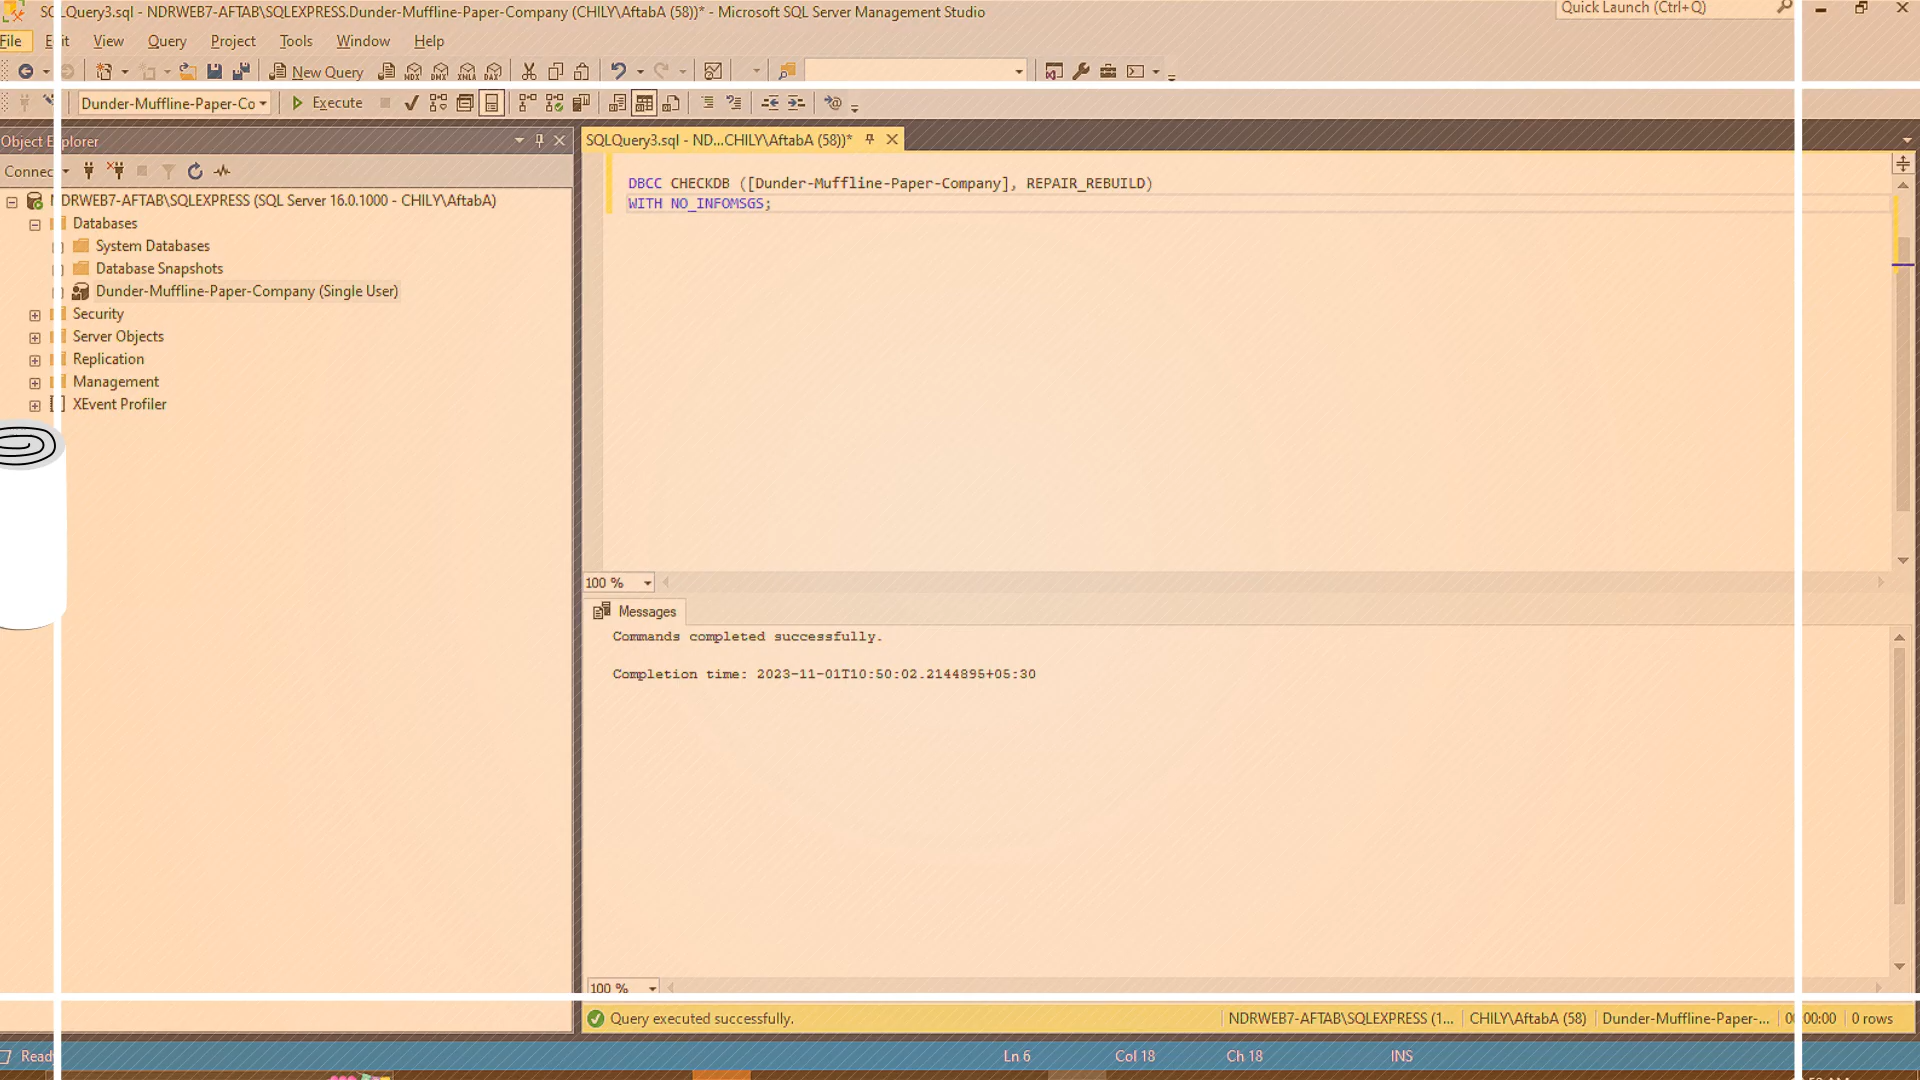 SQLQuery3.sql - NDRWEB7-AFTAB\SQLEXPRESS.Dunder-Muffline-Paper-Company (CHILY\AftabA (58))* - Microsoft SQL Server Management Studio
Quick Launch (Ctrl+Q)
File Edit View Query Project Tools Window Help
New Query
Dunder-Muffline-Paper-Co Execute
Object Explorer
SQLQuery3.sql - ND...CHILY\AftabA (58))*
Connect
NDRWEB7-AFTAB\SQLEXPRESS (SQL Server 16.0.1000 - CHILY\AftabA)
Databases
System Databases
Database Snapshots
Dunder-Muffline-Paper-Company (Single User)
Security
Server Objects
Replication
Management
XEvent Profiler
DBCC CHECKDB ([Dunder-Muffline-Paper-Company], REPAIR_REBUILD)
WITH NO_INFOMSGS;
100 %
Messages
Commands completed successfully.
Completion time: 2023-11-01T10:50:02.2144895+05:30
100 %
Query executed successfully.
NDRWEB7-AFTAB\SQLEXPRESS (1... CHILY\AftabA (58) Dunder-Muffline-Paper-... 00:00:00 0 rows
Ready Ln 6 Col 18 Ch 18 INS